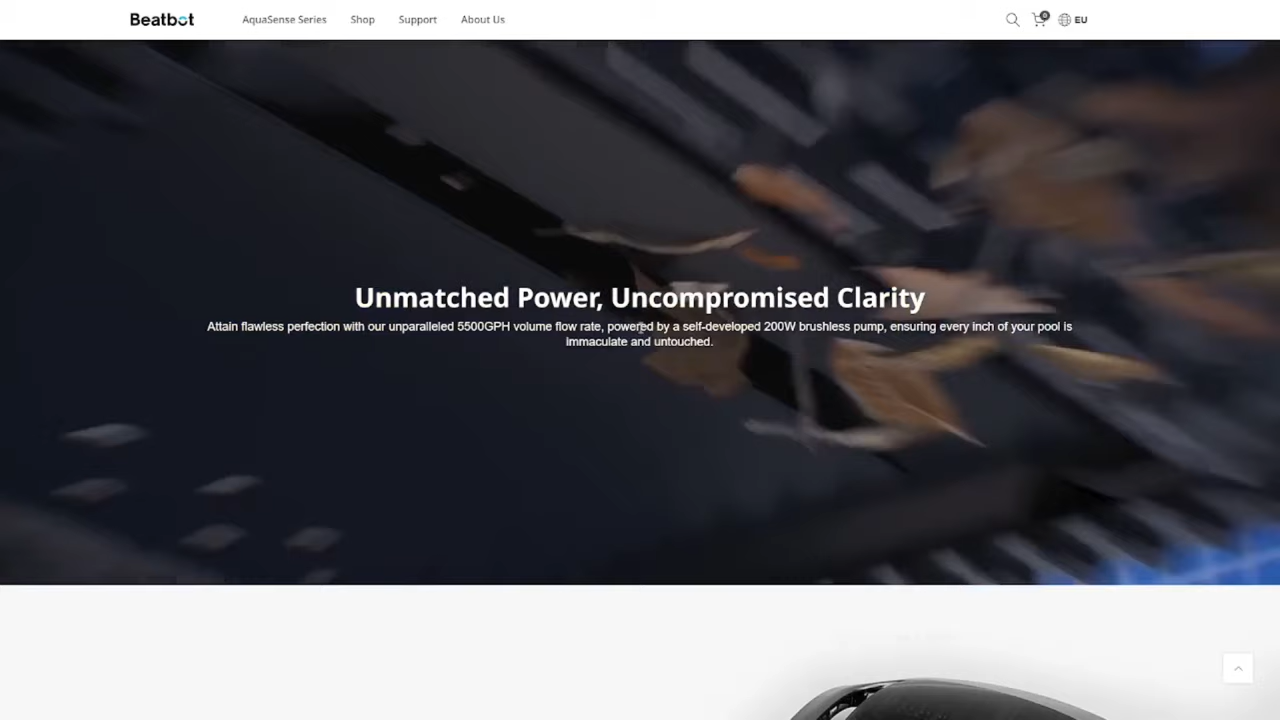 Beatbot
AquaSense Series
Shop
Support
About Us
0
EU
Unmatched Power, Uncompromised Clarity
Attain flawless perfection with our unparalleled 5500GPH volume flow rate, powered by a self-developed 200W brushless pump, ensuring every inch of your pool is
immaculate and untouched.